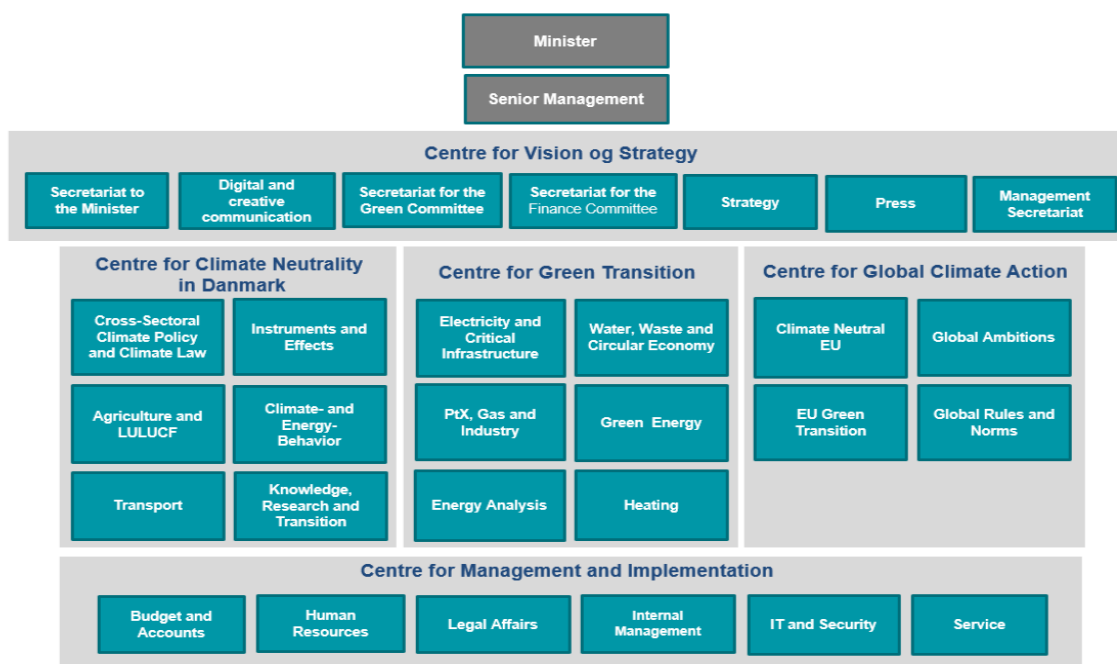 Minister
Senior Management
Centre for Vision og Strategy
Secretariat to
the Minister
Digital and
creative
communication
Secretariat for the
Green Committee
Secretariat for the
Finance Committee
Strategy
Press
Management
Secretariat
Centre for Climate Neutrality
in Danmark
Cross-Sectoral
Climate Policy
and Climate Law
Instruments and
Effects
Agriculture and
LULUCF
Climate- and
Energy-
Behavior
Transport
Knowledge,
Research and
Transition
Centre for Green Transition
Electricity and
Critical
Infrastructure
Water, Waste and
Circular Economy
PtX, Gas and
Industry
Green Energy
Energy Analysis
Heating
Centre for Global Climate Action
Climate Neutral
EU
Global Ambitions
EU Green
Transition
Global Rules and
Norms
Centre for Management and Implementation
Budget and
Accounts
Human
Resources
Legal Affairs
Internal
Management
IT and Security
Service